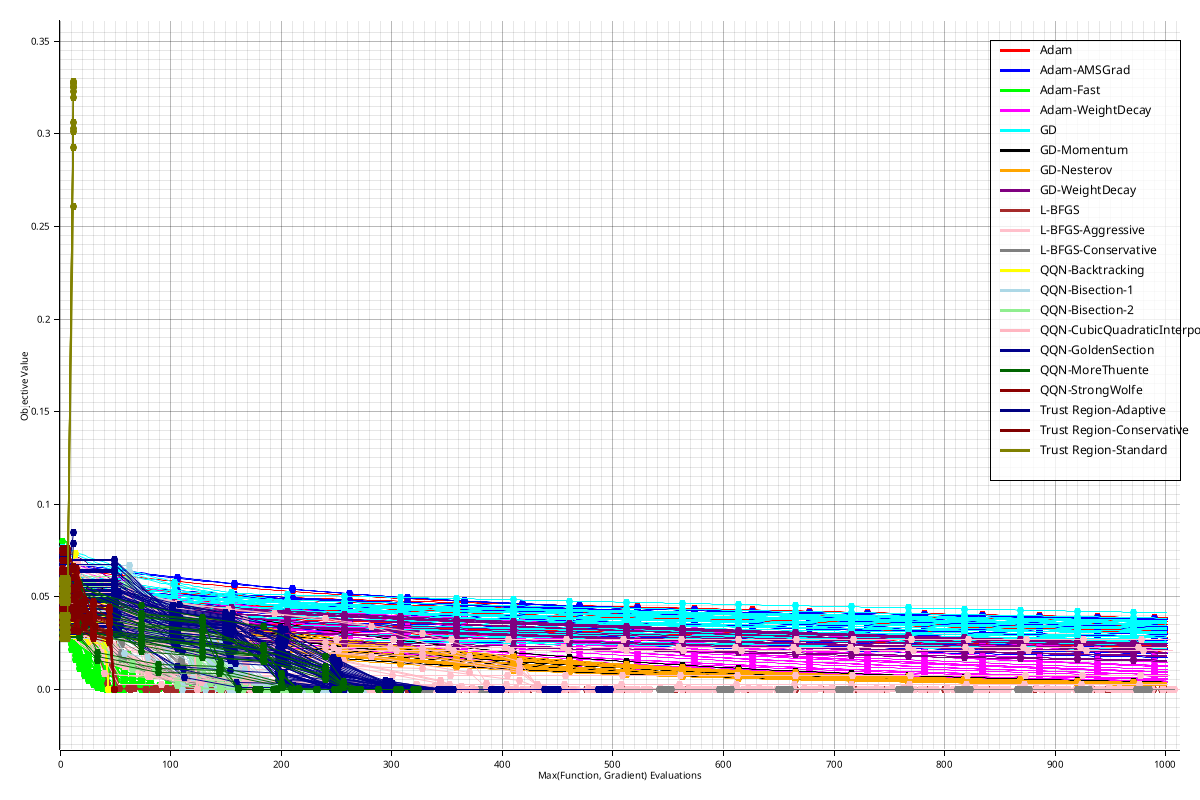 0.35
0.3
0.25
0.2
0.15
0.1
0.05
0.0
Objective Value
0 100 200 300 400 500 600 700 800 900 1000
Max(Function, Gradient) Evaluations
Adam
Adam-AMSGrad
Adam-Fast
Adam-WeightDecay
GD
GD-Momentum
GD-Nesterov
GD-WeightDecay
L-BFGS
L-BFGS-Aggressive
L-BFGS-Conservative
QQN-Backtracking
QQN-Bisection-1
QQN-Bisection-2
QQN-CubicQuadraticInterpo
QQN-GoldenSection
QQN-MoreThuente
QQN-StrongWolfe
Trust Region-Adaptive
Trust Region-Conservative
Trust Region-Standard